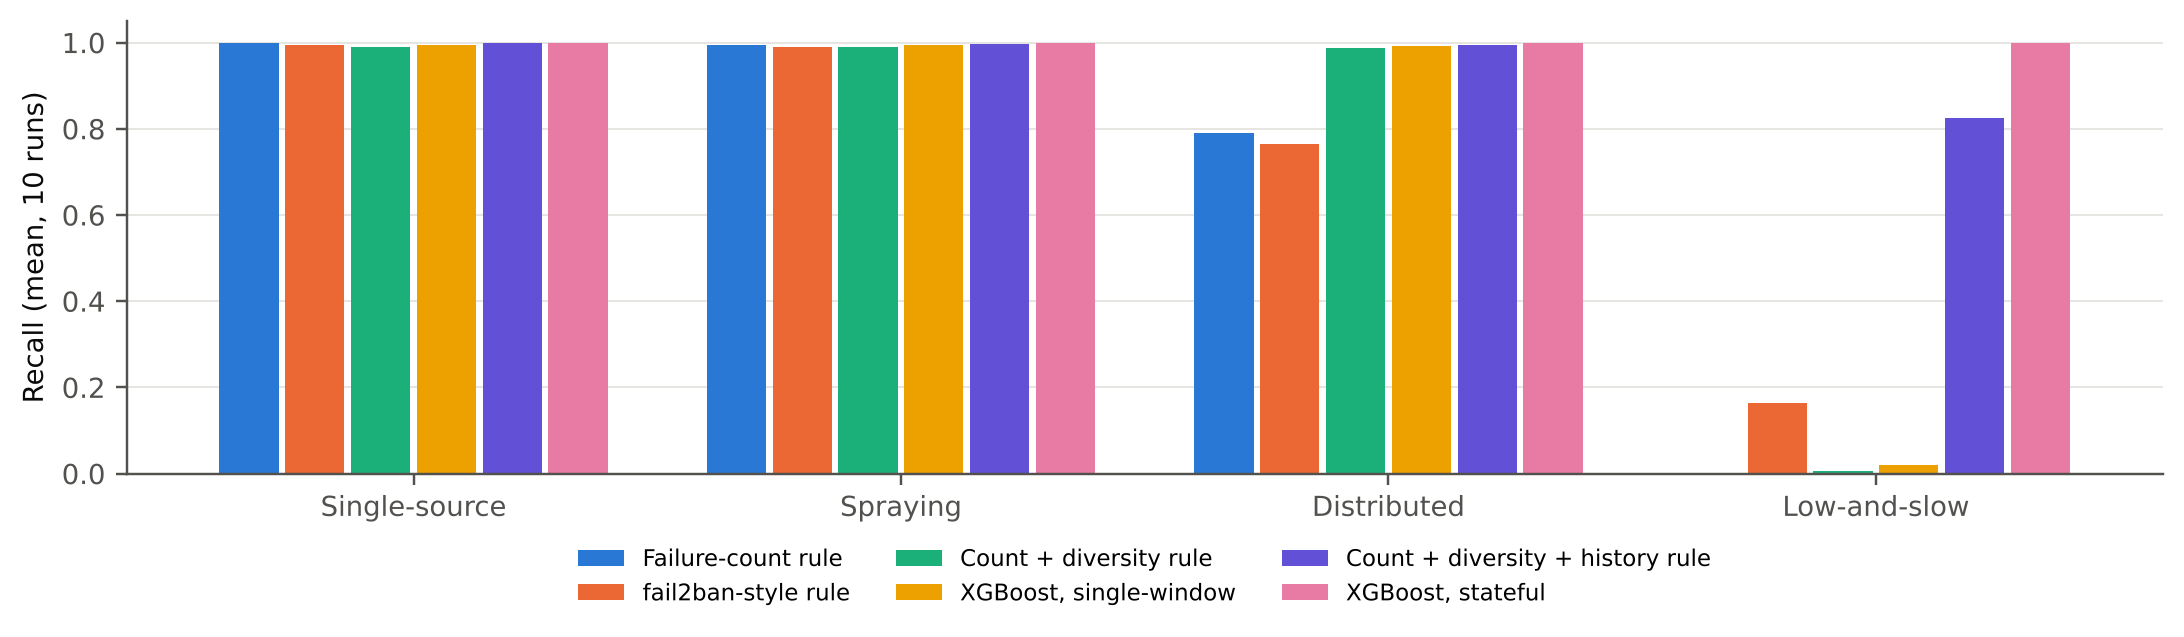 Recall (mean, 10 runs)
1.0
0.8
0.6
0.4
0.2
0.0
Single-source
Spraying
Distributed
Low-and-slow
Failure-count rule
fail2ban-style rule
Count + diversity rule
XGBoost, single-window
Count + diversity + history rule
XGBoost, stateful